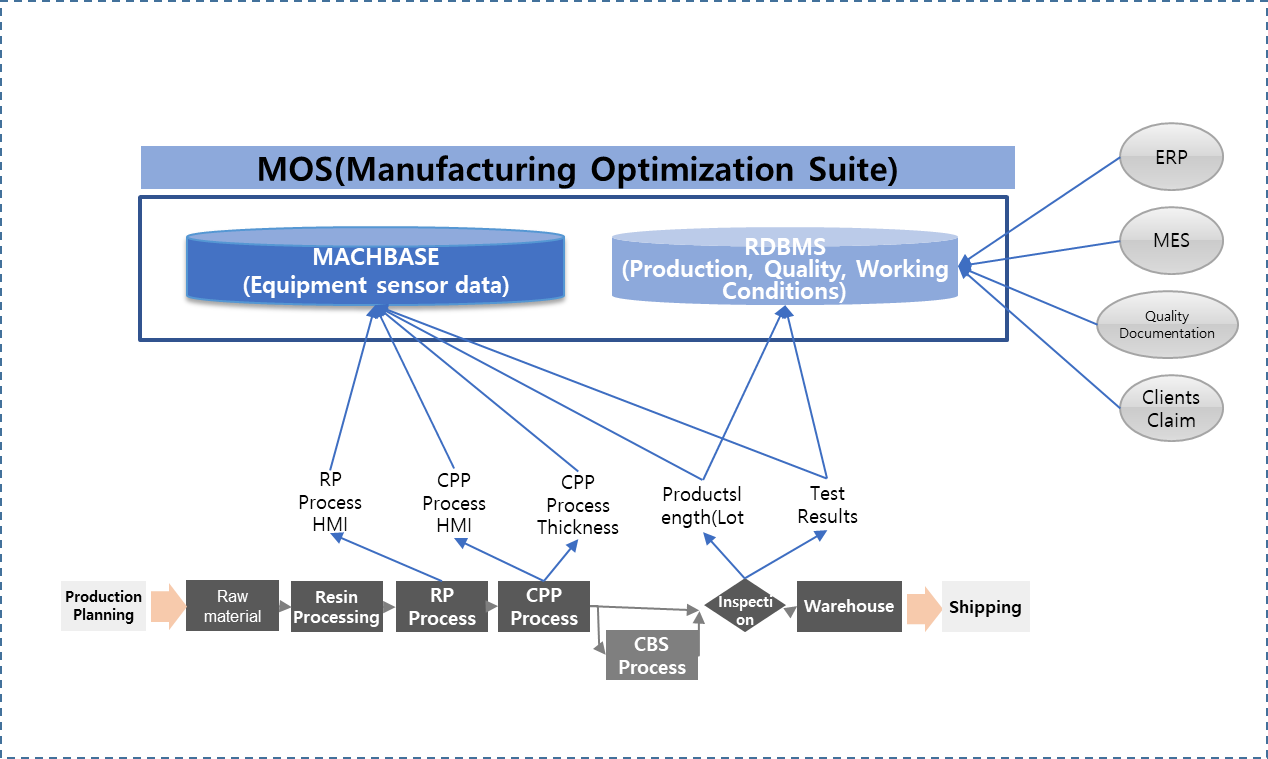 MOS(Manufacturing Optimization Suite)
MACHBASE
(Equipment sensor data)
RDBMS
(Production, Quality, Working
Conditions)
ERP
MES
Quality
Documentation
Clients
Claim
RP
Process
HMI
CPP
Process
HMI
CPP
Process
Thickness
Productsl
ength(Lot
Test
Results
Production
Planning
Raw
material
Resin
Processing
RP
Process
CPP
Process
CBS
Process
Inspecti
on
Warehouse
Shipping